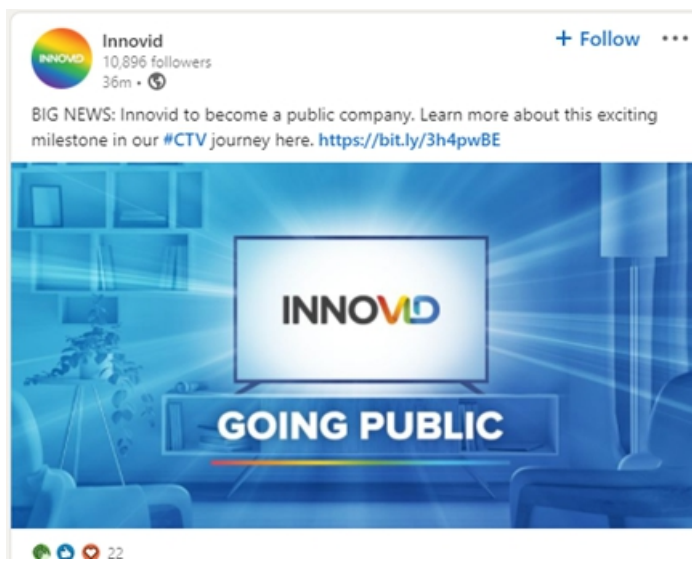 Innovid
+ Follow
INNOVID
10,896 followers
36m •
BIG NEWS: Innovid to become a public company. Learn more about this exciting
milestone in our #CTV journey here. https://bit.ly/3h4pwBE
INNOVID
GOING PUBLIC
22